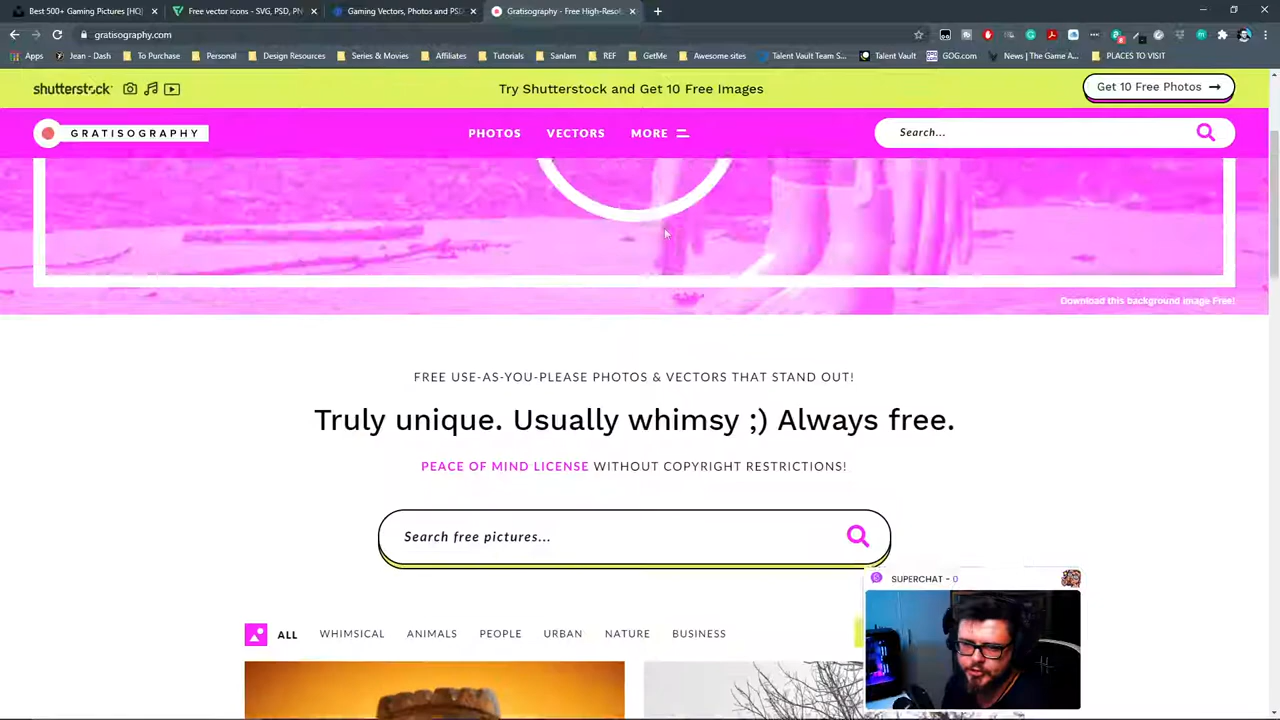 Best 500+ Gaming Pictures [HQ]
Free vector icons - SVG, PSD, PN
Gaming Vectors, Photos and PSD
Gratisography - Free High-Resol
gratisography.com
Apps
Jean - Dash
To Purchase
Personal
Design Resources
Series & Movies
Affiliates
Tutorials
Sanlam
REF
GetMe
Awesome sites
Talent Vault Team S...
Talent Vault
GOG.com
News | The Game A...
PLACES TO VISIT
shutterstock
Try Shutterstock and Get 10 Free Images
Get 10 Free Photos
GRATISOGRAPHY
PHOTOS
VECTORS
MORE
Search...
Download this background image Free!
FREE USE-AS-YOU-PLEASE PHOTOS & VECTORS THAT STAND OUT!
Truly unique. Usually whimsy ;) Always free.
PEACE OF MIND LICENSE WITHOUT COPYRIGHT RESTRICTIONS!
Search free pictures...
SUPERCHAT - 0
ALL
WHIMSICAL
ANIMALS
PEOPLE
URBAN
NATURE
BUSINESS